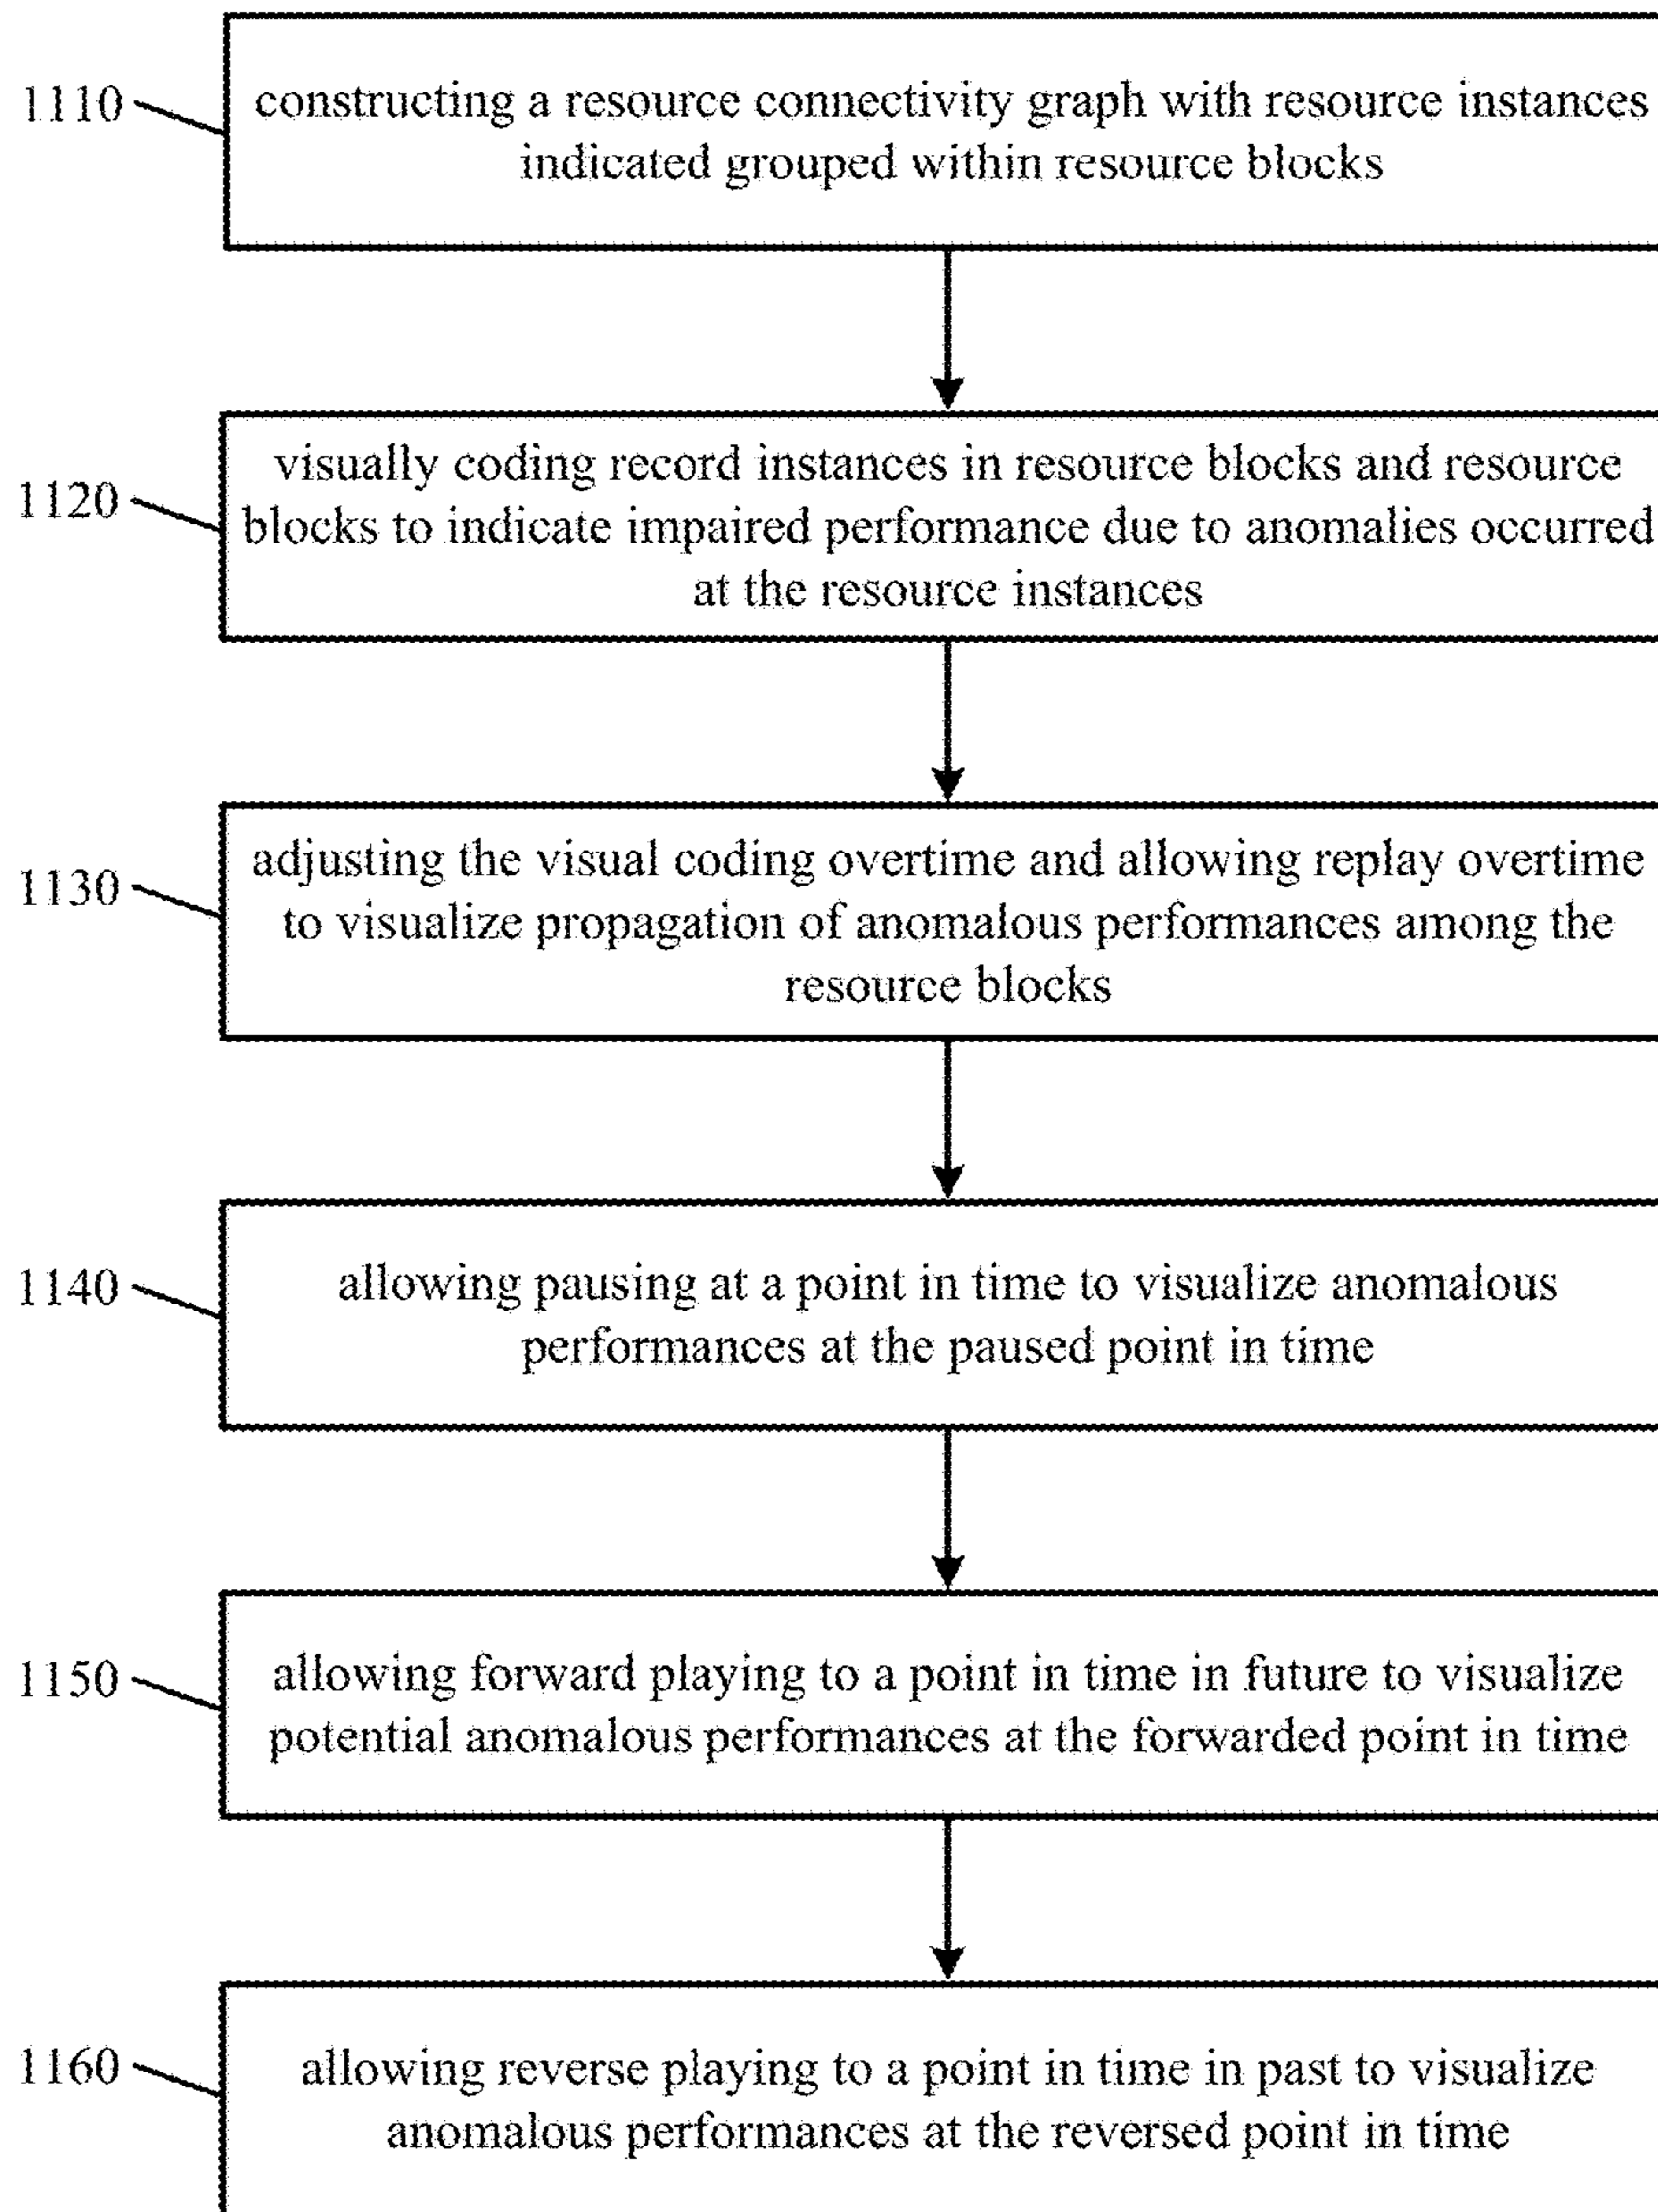 1110
constructing a resource connectivity graph with resource instances
indicated grouped within resource blocks
1120
visually coding record instances in resource blocks and resource
blocks to indicate impaired performance due to anomalies occurred
at the resource instances
1130
adjusting the visual coding overtime and allowing replay overtime
to visualize propagation of anomalous performances among the
resource blocks
1140
allowing pausing at a point in time to visualize anomalous
performances at the paused point in time
1150
allowing forward playing to a point in time in future to visualize
potential anomalous performances at the forwarded point in time
1160
allowing reverse playing to a point in time in past to visualize
anomalous performances at the reversed point in time